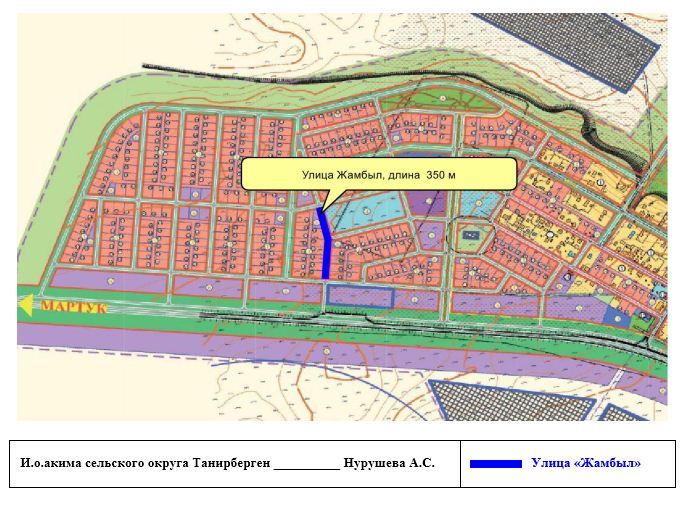 Улица Жамбыл, длина 350 м
МАРТУК
И.о.акима сельского округа Танирберген __________ Нурушева А.С.
Улица «Жамбыл»